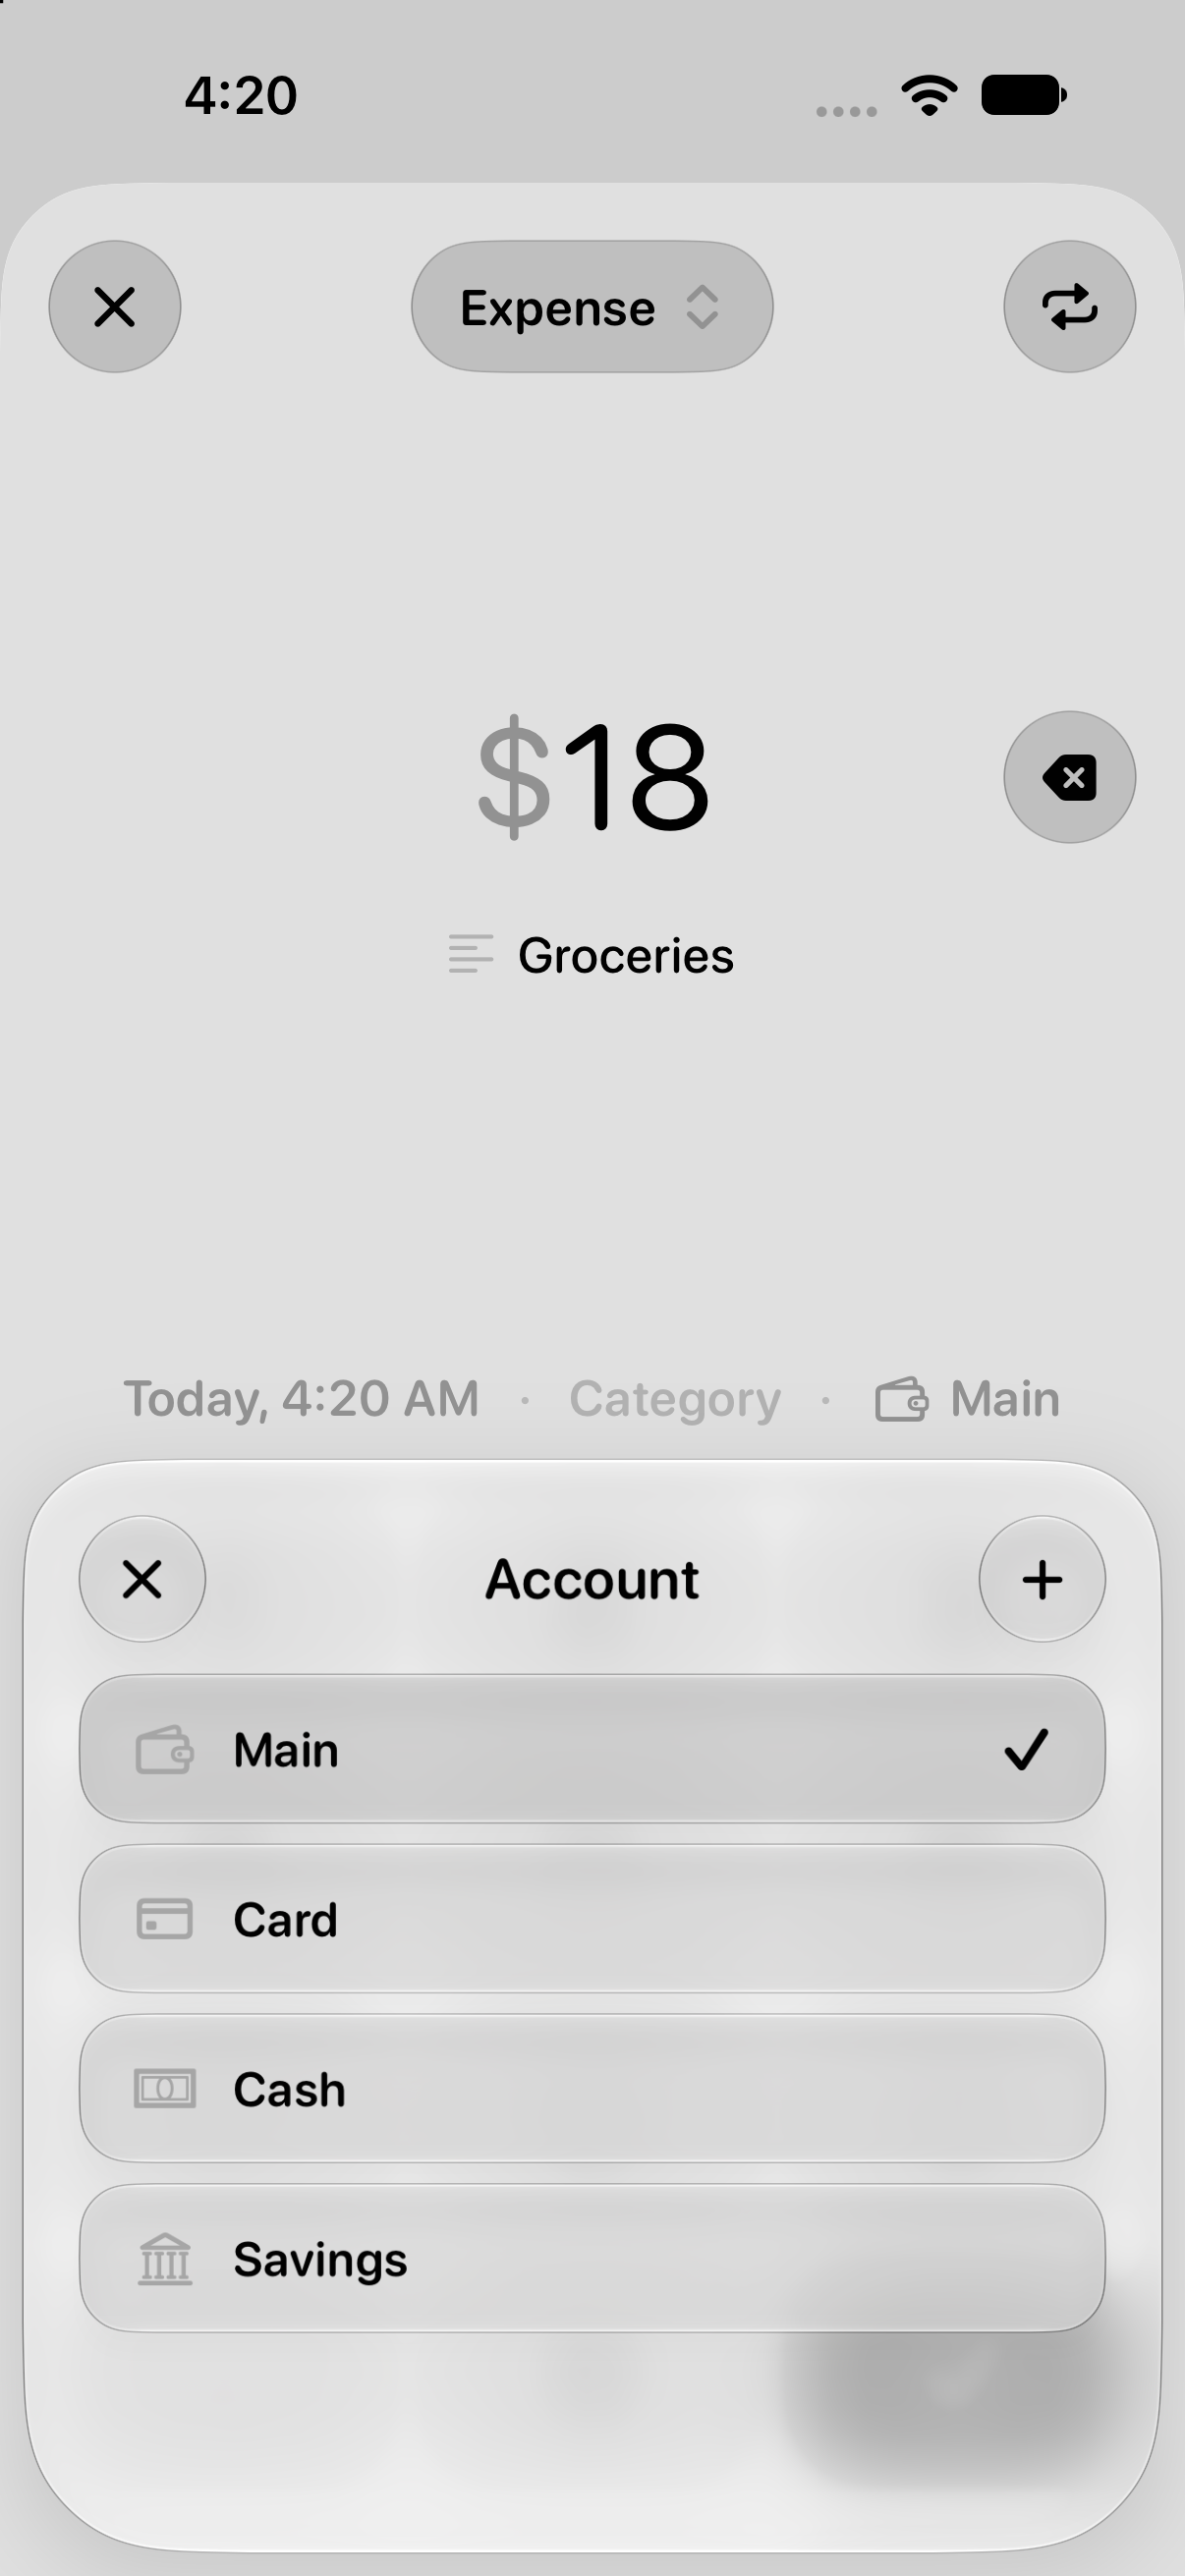 4:20
Expense
$18
Groceries
Today, 4:20 AM · Category · Main
Account
Main
Card
Cash
Savings